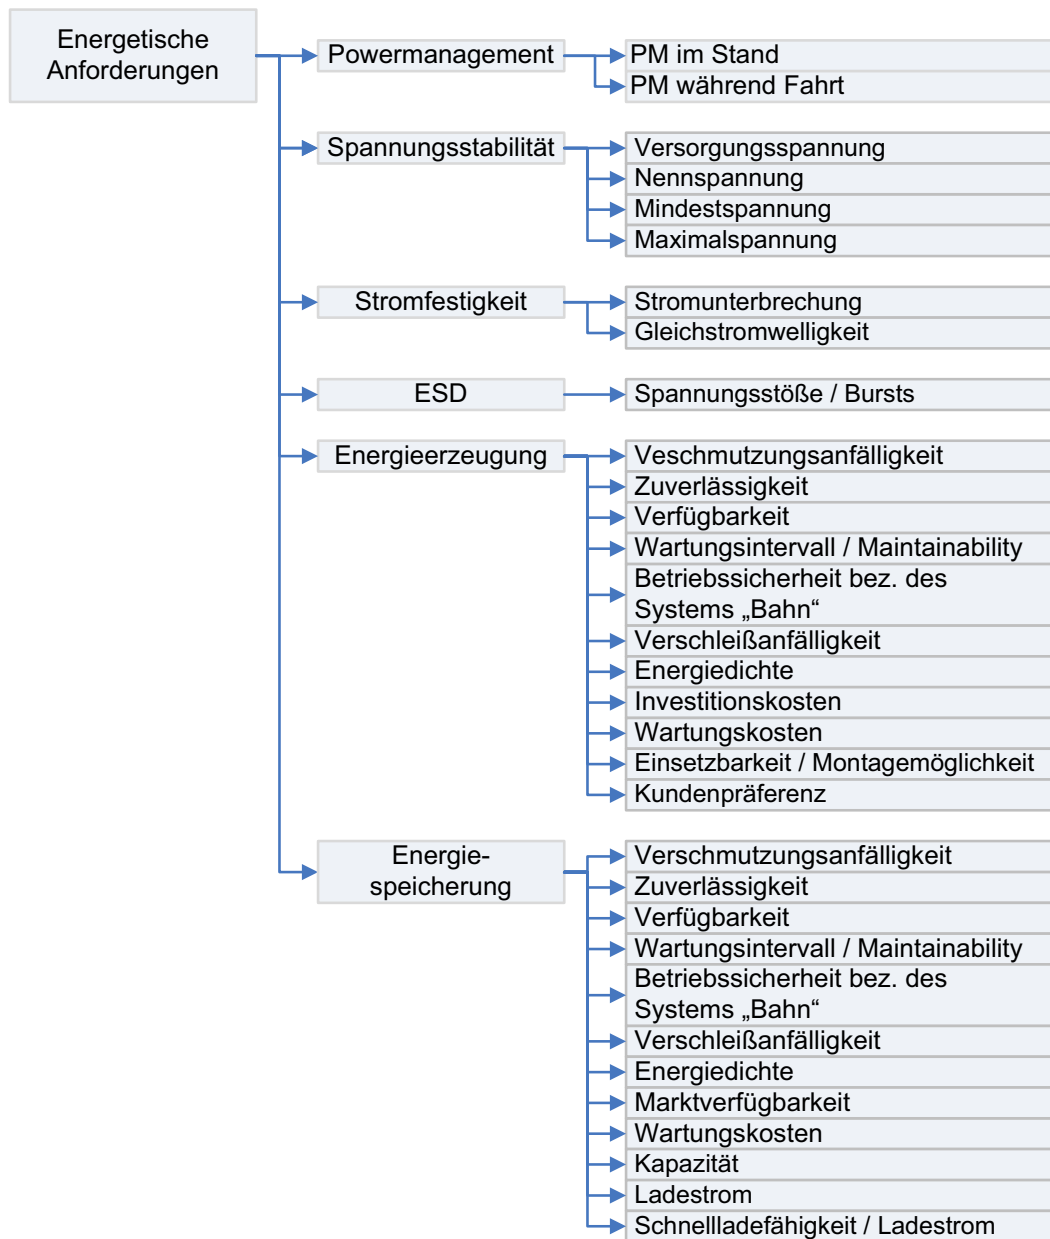 Energetische
Anforderungen
Powermanagement
PM im Stand
PM während Fahrt
Spannungsstabilität
Versorgungsspannung
Nennspannung
Mindestspannung
Maximalspannung
Stromfestigkeit
Stromunterbrechung
Gleichstromwelligkeit
ESD
Spannungsstöße / Bursts
Energieerzeugung
Veschmutzungsanfälligkeit
Zuverlässigkeit
Verfügbarkeit
Wartungsintervall / Maintainability
Betriebssicherheit bez. des
Systems „Bahn“
Verschleißanfälligkeit
Energiedichte
Investitionskosten
Wartungskosten
Einsetzbarkeit / Montagemöglichkeit
Kundenpräferenz
Energie-
speicherung
Verschmutzungsanfälligkeit
Zuverlässigkeit
Verfügbarkeit
Wartungsintervall / Maintainability
Betriebssicherheit bez. des
Systems „Bahn“
Verschleißanfälligkeit
Energiedichte
Marktverfügbarkeit
Wartungskosten
Kapazität
Ladestrom
Schnellladefähigkeit / Ladestrom